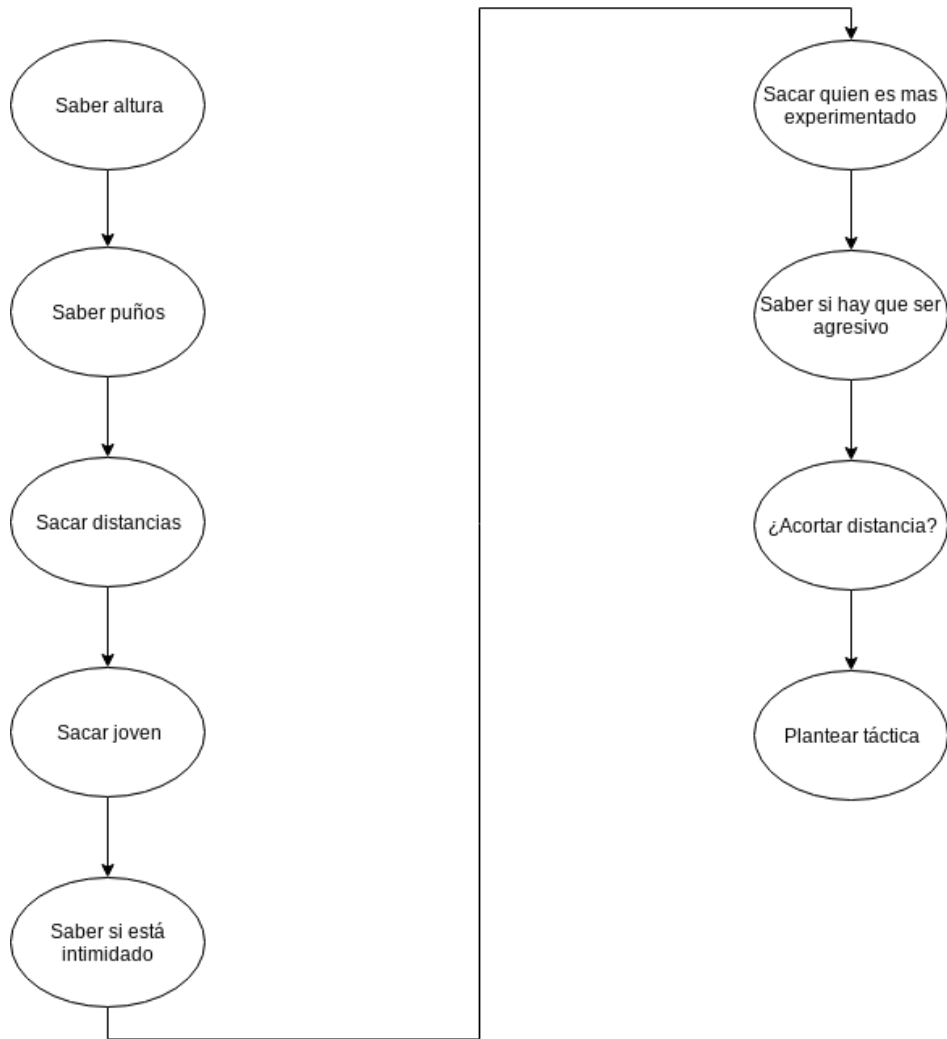 Saber altura
Saber puños
Sacar distancias
Sacar joven
Saber si está
intimidado
Sacar quien es mas
experimentado
Saber si hay que ser
agresivo
¿Acortar distancia?
Plantear táctica